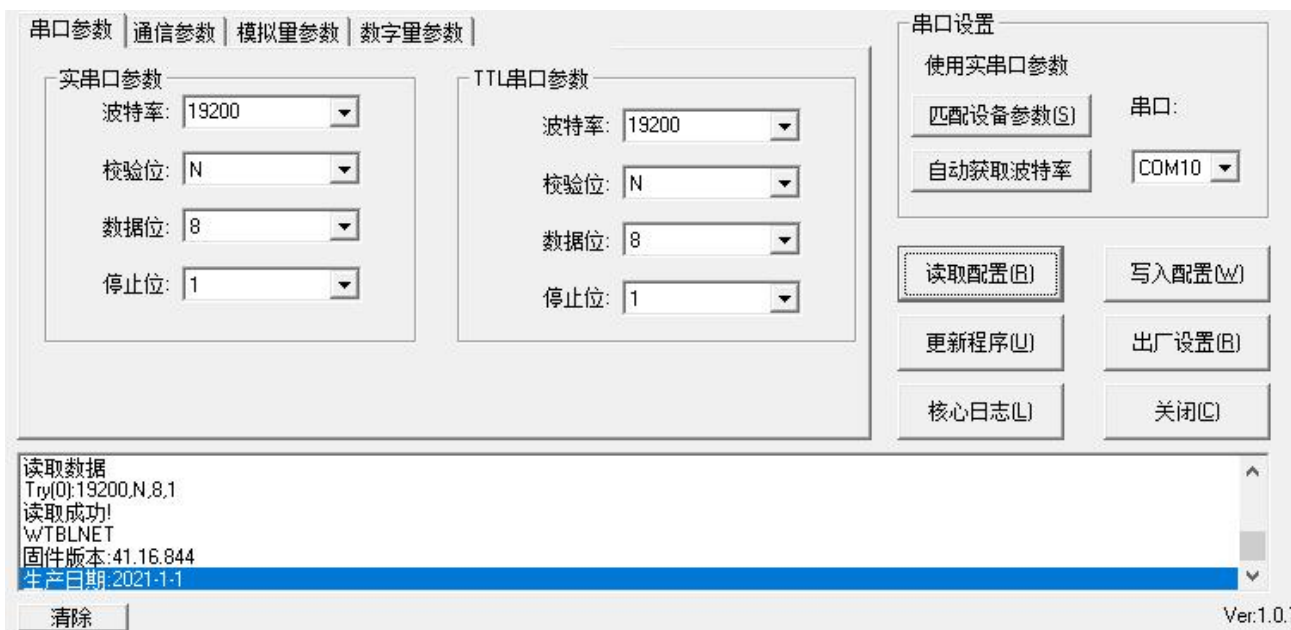 串口参数 通信参数 模拟量参数 数字量参数
实串口参数
波特率: 19200
校验位: N
数据位: 8
停止位: 1
TTL串口参数
波特率: 19200
校验位: N
数据位: 8
停止位: 1
串口设置
使用实串口参数
匹配设备参数(S) 串口:
自动获取波特率 COM10
读取配置(R) 写入配置(W)
更新程序(U) 出厂设置(R)
核心日志(L) 关闭(C)
读取数据
Try(0):19200,N,8,1
读取成功!
WTBLNET
固件版本:41.16.844
生产日期:2021-1-1
清除 Ver:1.0.